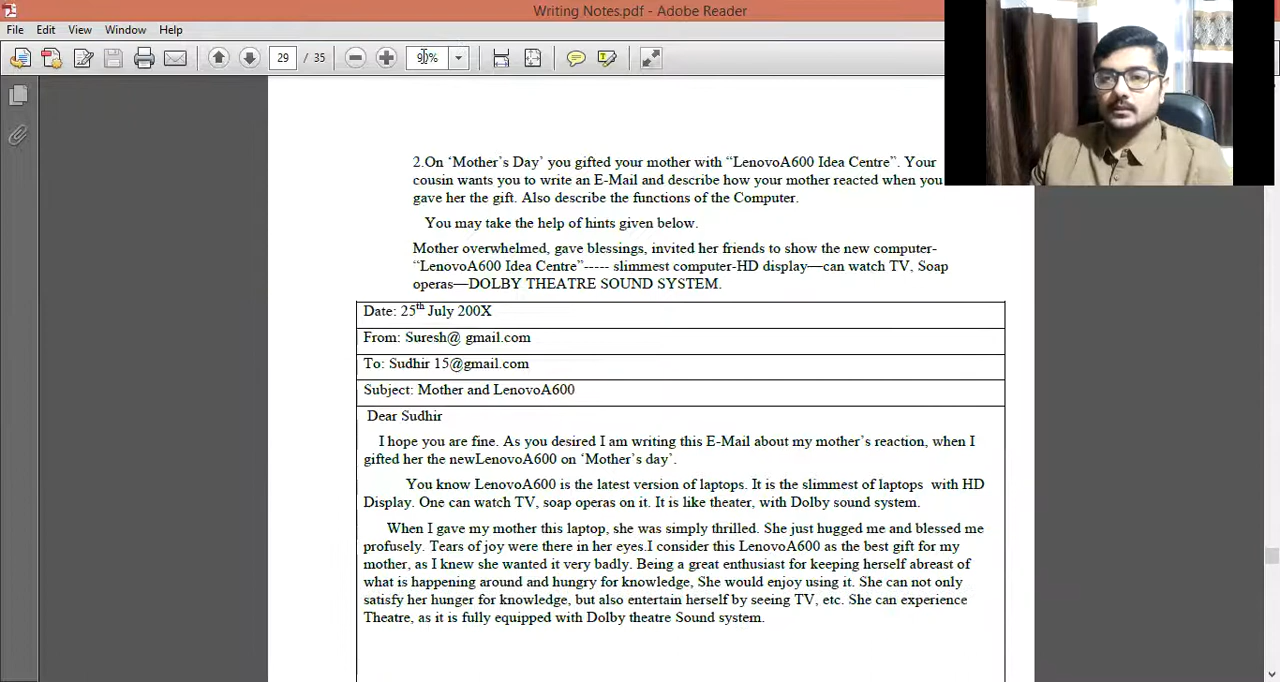 Writing Notes.pdf - Adobe Reader
File Edit View Window Help
29 / 35 90%
2.On ‘Mother’s Day’ you gifted your mother with “LenovoA600 Idea Centre”. Your
cousin wants you to write an E-Mail and describe how your mother reacted when you
gave her the gift. Also describe the functions of the Computer.
You may take the help of hints given below.
Mother overwhelmed, gave blessings, invited her friends to show the new computer-
“LenovoA600 Idea Centre”----- slimmest computer-HD display—can watch TV, Soap
operas—DOLBY THEATRE SOUND SYSTEM.
Date: 25th July 200X
From: Suresh@ gmail.com
To: Sudhir 15@gmail.com
Subject: Mother and LenovoA600
Dear Sudhir
I hope you are fine. As you desired I am writing this E-Mail about my mother’s reaction, when I
gifted her the newLenovoA600 on ‘Mother’s day’.
You know LenovoA600 is the latest version of laptops. It is the slimmest of laptops with HD
Display. One can watch TV, soap operas on it. It is like theater, with Dolby sound system.
When I gave my mother this laptop, she was simply thrilled. She just hugged me and blessed me
profusely. Tears of joy were there in her eyes.I consider this LenovoA600 as the best gift for my
mother, as I knew she wanted it very badly. Being a great enthusiast for keeping herself abreast of
what is happening around and hungry for knowledge, She would enjoy using it. She can not only
satisfy her hunger for knowledge, but also entertain herself by seeing TV, etc. She can experience
Theatre, as it is fully equipped with Dolby theatre Sound system.